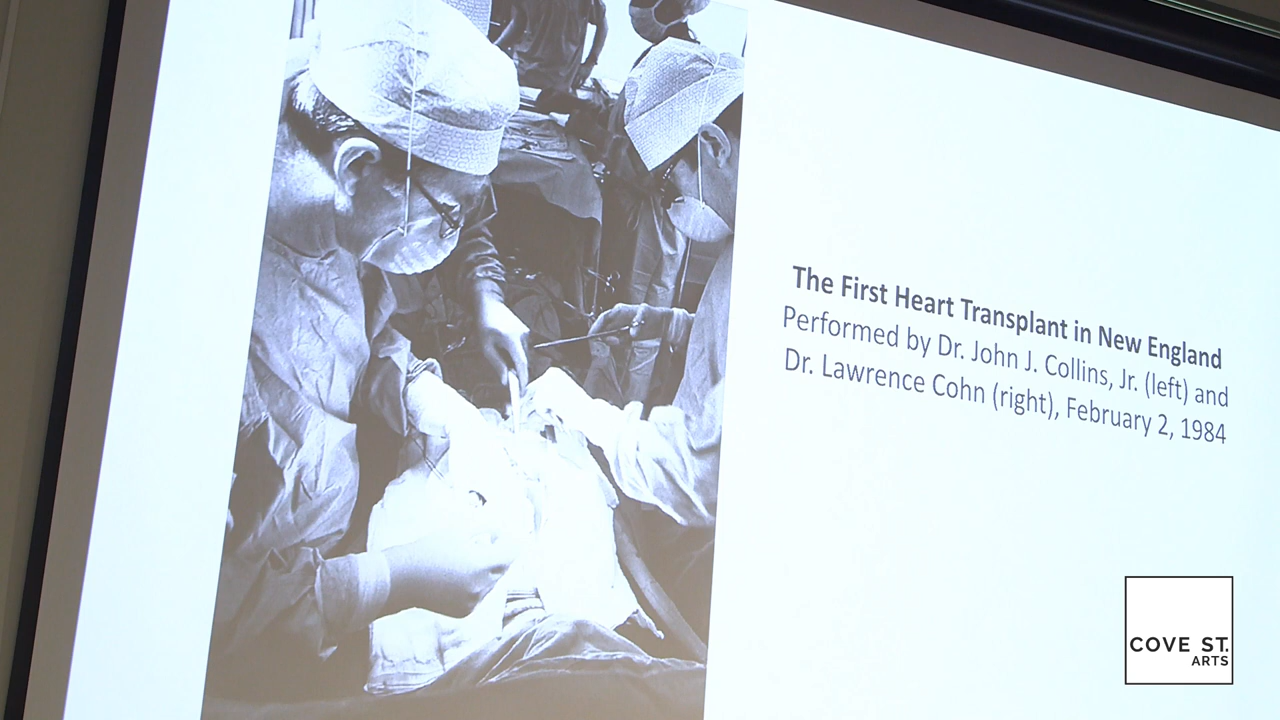 The First Heart Transplant in New England
Performed by Dr. John J. Collins, Jr. (left) and
Dr. Lawrence Cohn (right), February 2, 1984
COVE ST.
ARTS